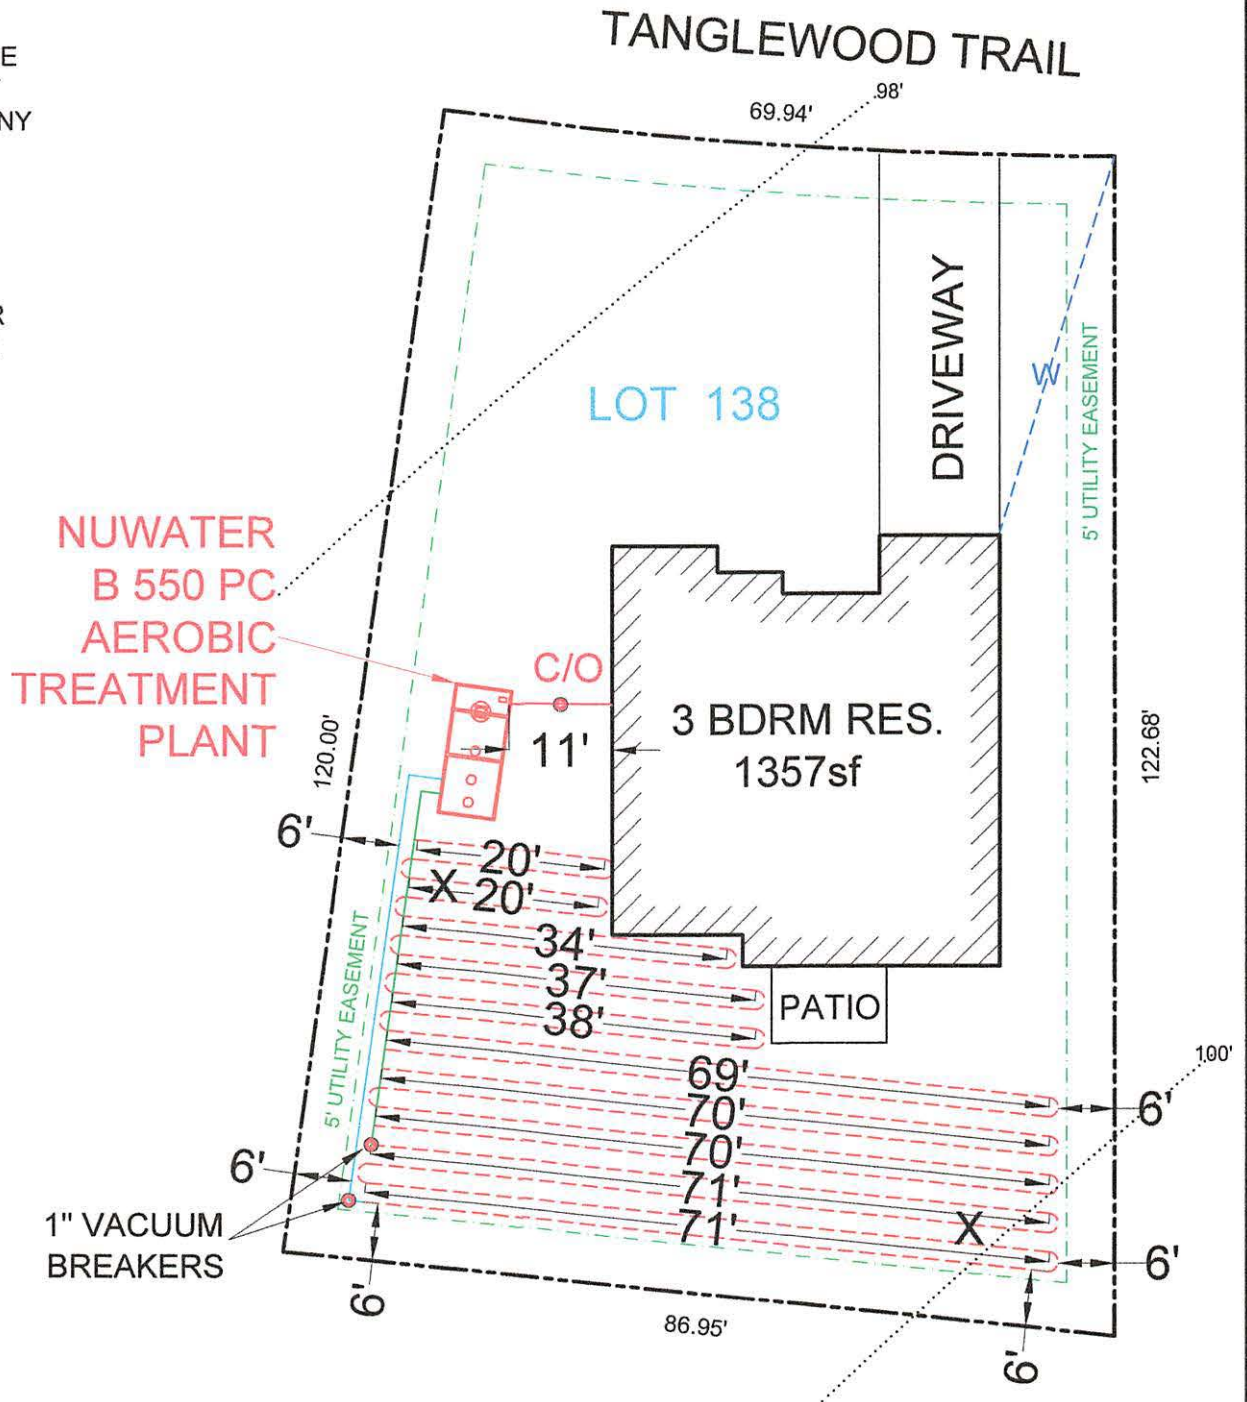 TANGLEWOOD TRAIL
E
NY
R
69.94'
98'
DRIVEWAY
W
5' UTILITY EASEMENT
LOT 138
NUWATER
B 550 PC
AEROBIC
TREATMENT
PLANT
C/O
11'
3 BDRM RES.
1357sf
120.00'
122.68'
6'
20'
X 20'
34'
37'
38'
PATIO
5' UTILITY EASEMENT
69'
70'
70'
71'
71'
X
100'
6'
6'
6'
1" VACUUM
BREAKERS
6'
86.95'
6'